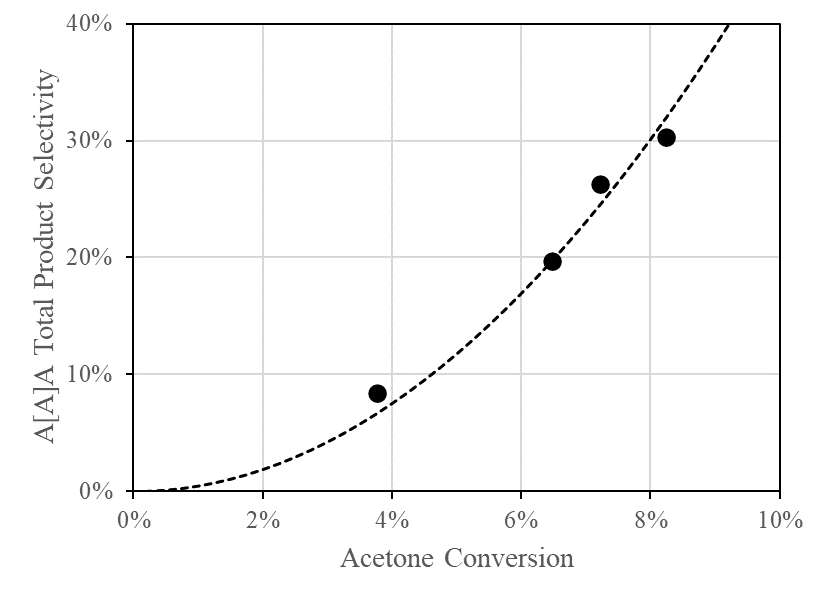 40%
30%
20%
10%
0%
A[A]A Total Product Selectivity
0% 2% 4% 6% 8% 10%
Acetone Conversion